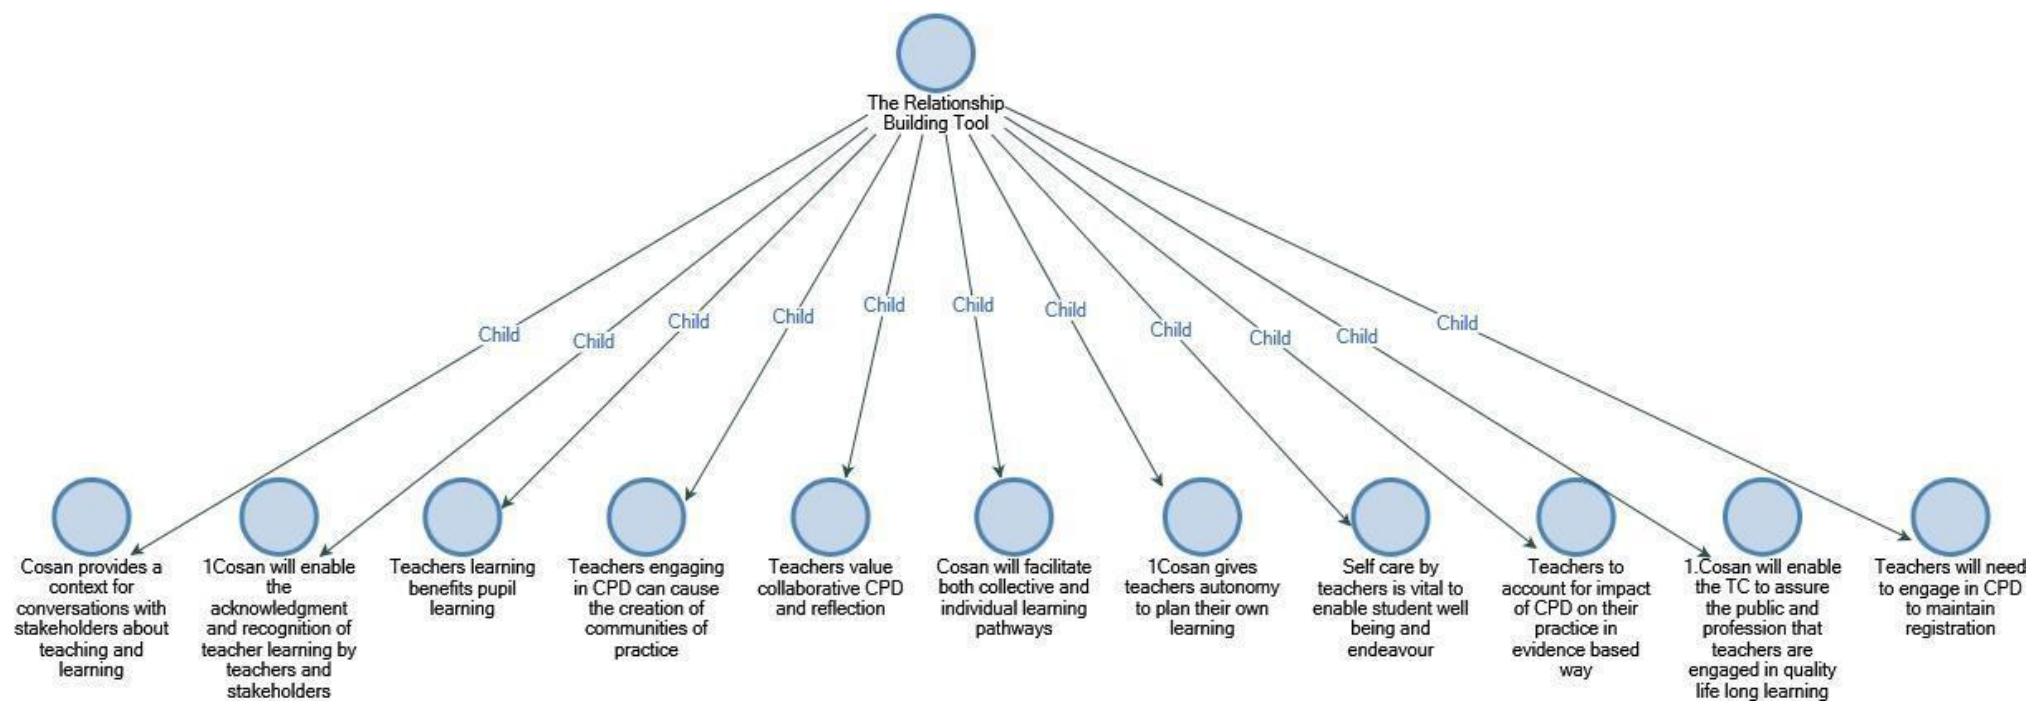 The Relationship
Building Tool
Child
Child
Child
Child
Child
Child
Child
Child
Child
Child
Child
Cosan provides a
context for
conversations with
stakeholders about
teaching and
learning
1Cosan will enable
the
acknowledgment
and recognition of
teacher learning by
teachers and
stakeholders
Teachers learning
benefits pupil
learning
Teachers engaging
in CPD can cause
the creation of
communities of
practice
Teachers value
collaborative CPD
and reflection
Cosan will facilitate
both collective and
individual learning
pathways
1Cosan gives
teachers autonomy
to plan their own
learning
Self care by
teachers is vital to
enable student well
being and
endeavour
Teachers to
account for impact
of CPD on their
practice in
evidence based
way
1.Cosan will enable
the TC to assure
the public and
profession that
teachers are
engaged in quality
life long learning
Teachers will need
to engage in CPD
to maintain
registration